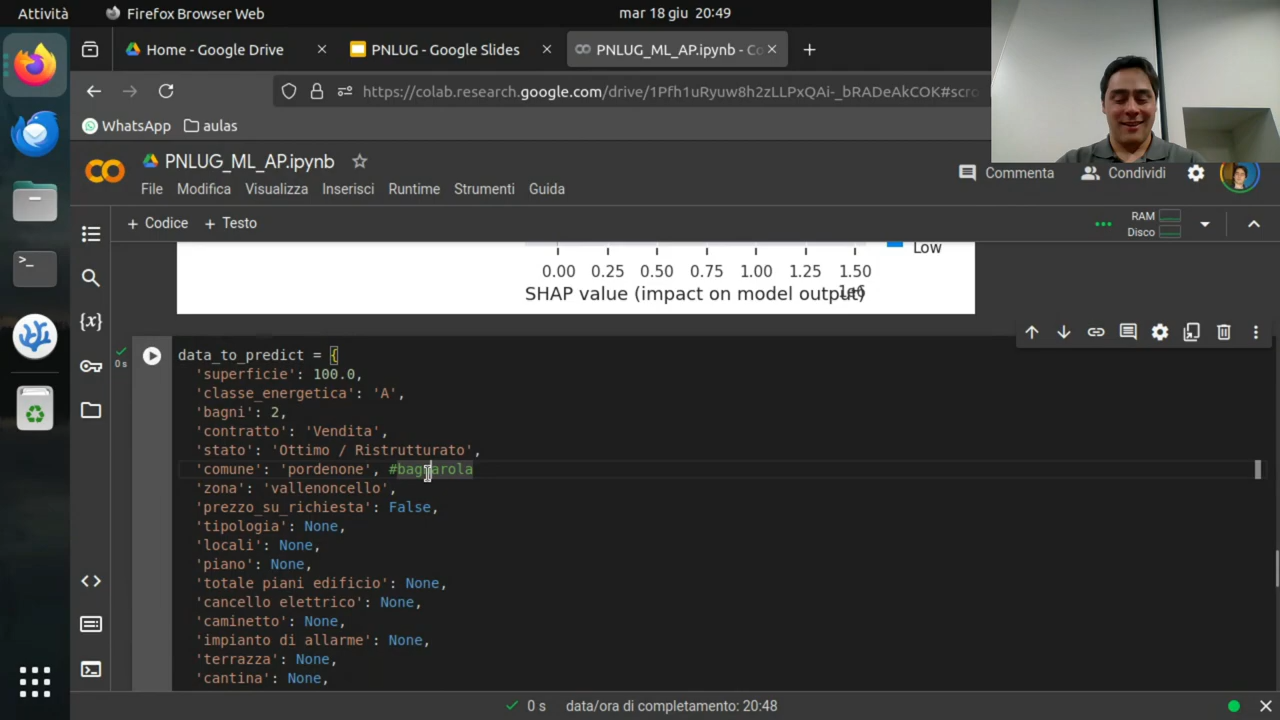 Attività
Firefox Browser Web
mar 18 giu 20:49
Home - Google Drive
PNLUG - Google Slides
PNLUG_ML_AP.ipynb - Co
https://colab.research.google.com/drive/1Pfh1uRyuw8h2zLLPxQAi-_bRADeAkCOK#scro
WhatsApp
aulas
PNLUG_ML_AP.ipynb
File Modifica Visualizza Inserisci Runtime Strumenti Guida
Commenta
Condividi
+ Codice + Testo
RAM
Disco
Low
0.00 0.25 0.50 0.75 1.00 1.25 1.50
1e6
SHAP value (impact on model output)
0 s
data_to_predict = {
'superficie': 100.0,
'classe_energetica': 'A',
'bagni': 2,
'contratto': 'Vendita',
'stato': 'Ottimo / Ristrutturato',
'comune': 'pordenone', #bagnarola
'zona': 'vallenoncello',
'prezzo_su_richiesta': False,
'tipologia': None,
'locali': None,
'piano': None,
'totale piani edificio': None,
'cancello elettrico': None,
'caminetto': None,
'impianto di allarme': None,
'terrazza': None,
'cantina': None,
0 s data/ora di completamento: 20:48